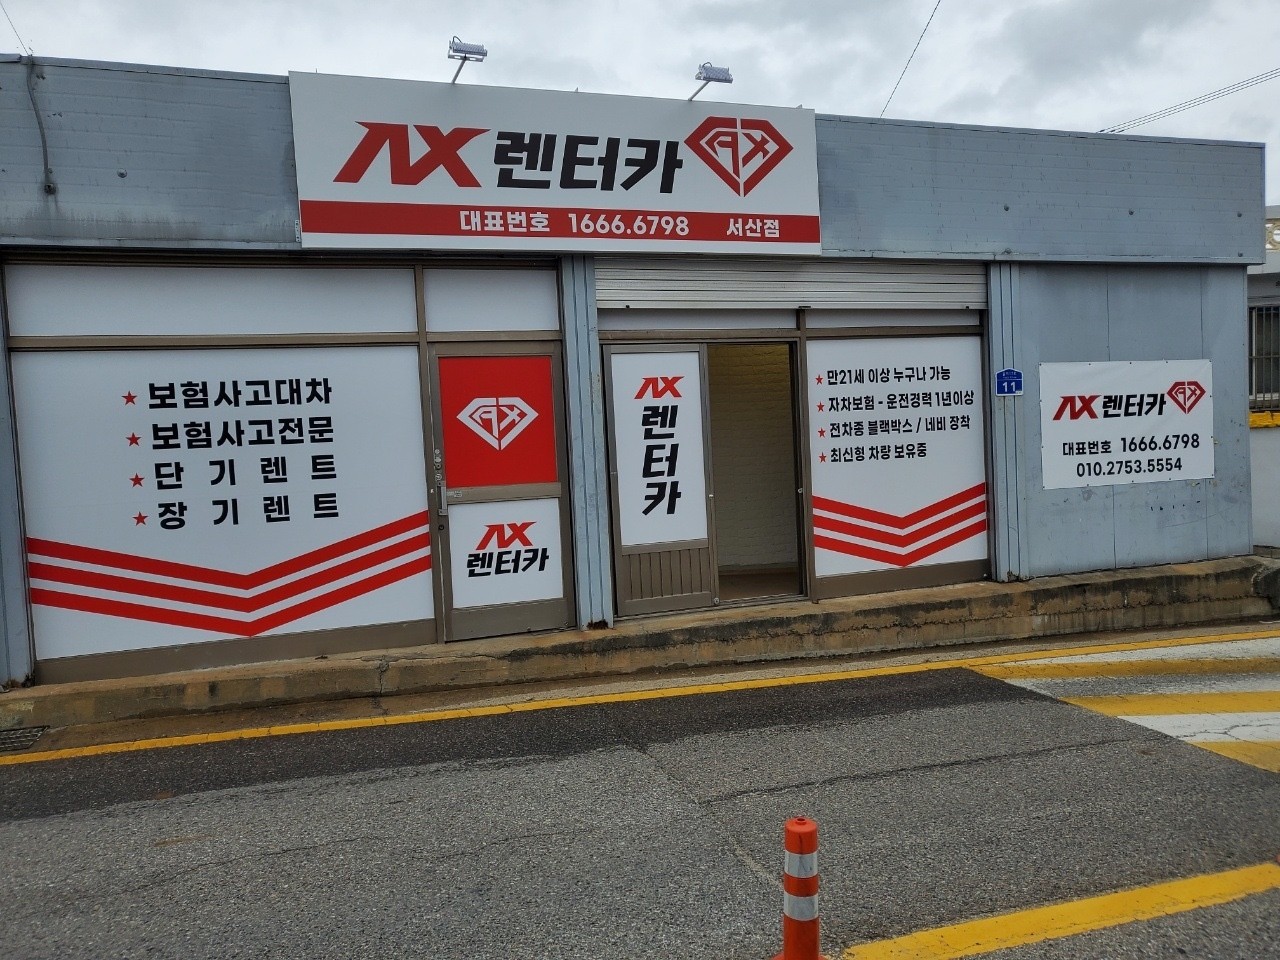 AX렌터카 AX
대표번호 1666.6798 서산점
★ 보험사고대차
★ 보험사고전문
★ 단 기 렌 트
★ 장 기 렌 트
AX
AX
렌터카
AX
렌
터
카
★ 만21세 이상 누구나 가능
★ 자차보험 - 운전경력 1년이상
★ 전차종 블랙박스 / 네비 장착
★ 최신형 차량 보유중
11
AX렌터카 AX
대표번호 1666.6798
010.2753.5554